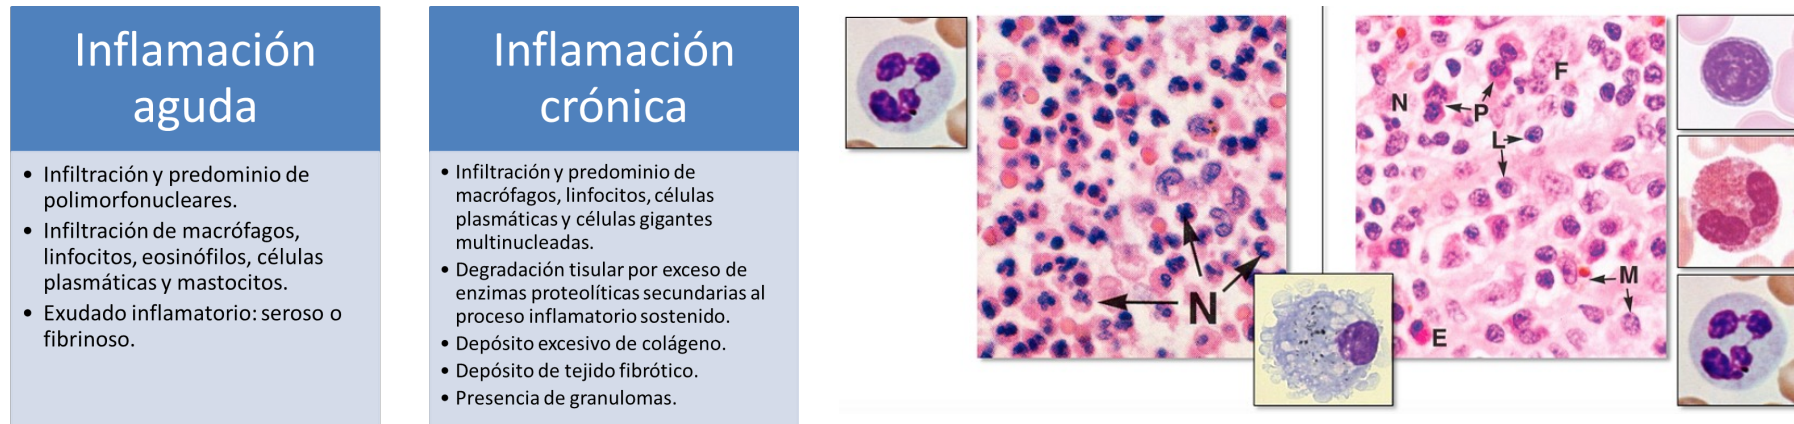 Inflamación
aguda
• Infiltración y predominio de
polimorfonucleares.
• Infiltración de macrófagos,
linfocitos, eosinófilos, células
plasmáticas y mastocitos.
• Exudado inflamatorio: seroso o
fibrinoso.
Inflamación
crónica
• Infiltración y predominio de
macrófagos, linfocitos, células
plasmáticas y células gigantes
multinucleadas.
• Degradación tisular por exceso de
enzimas proteolíticas secundarias al
proceso inflamatorio sostenido.
• Depósito excesivo de colágeno.
• Depósito de tejido fibrótico.
• Presencia de granulomas.
N
F
N
P
L
M
E